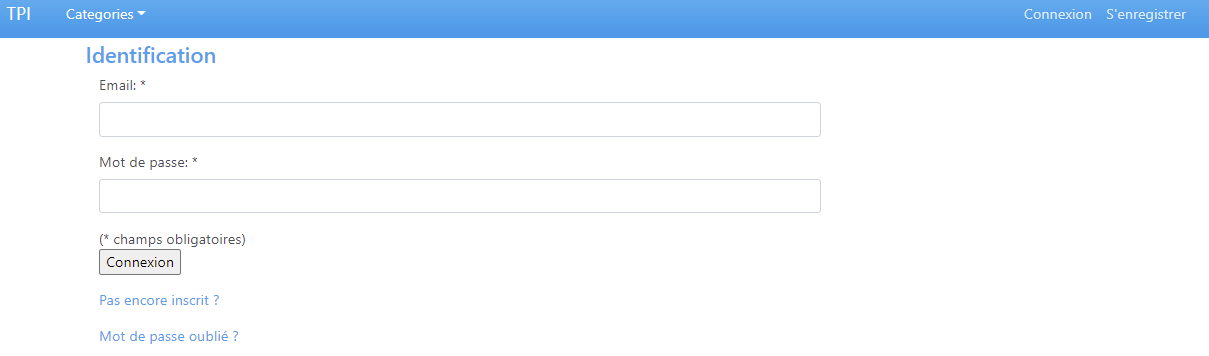 TPI Categories Connexion S'enregistrer
Identification
Email: *
Mot de passe: *
(* champs obligatoires)
Connexion
Pas encore inscrit ?
Mot de passe oublié ?